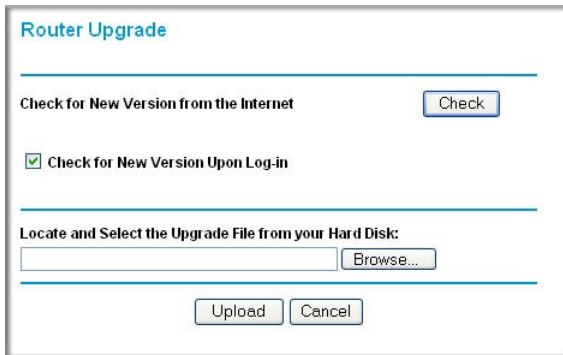 Router Upgrade
Check for New Version from the Internet Check
Check for New Version Upon Log-in
Locate and Select the Upgrade File from your Hard Disk:
Browse...
Upload Cancel